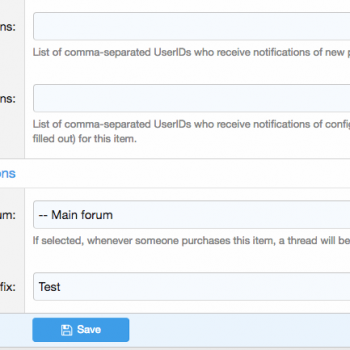 ns:
List of comma-separated UserIDs who receive notifications of new p
ns:
List of comma-separated UserIDs who receive notifications of config
filled out) for this item.
ons
um:
-- Main forum
If selected, whenever someone purchases this item, a thread will be
fix:
Test
Save